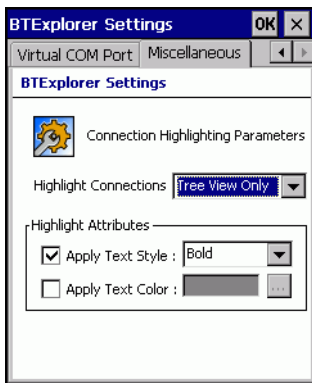 BTExplorer Settings OK
Virtual COM Port Miscellaneous
BTExplorer Settings
Connection Highlighting Parameters
Highlight Connections Tree View Only
Highlight Attributes
Apply Text Style : Bold
Apply Text Color : ...